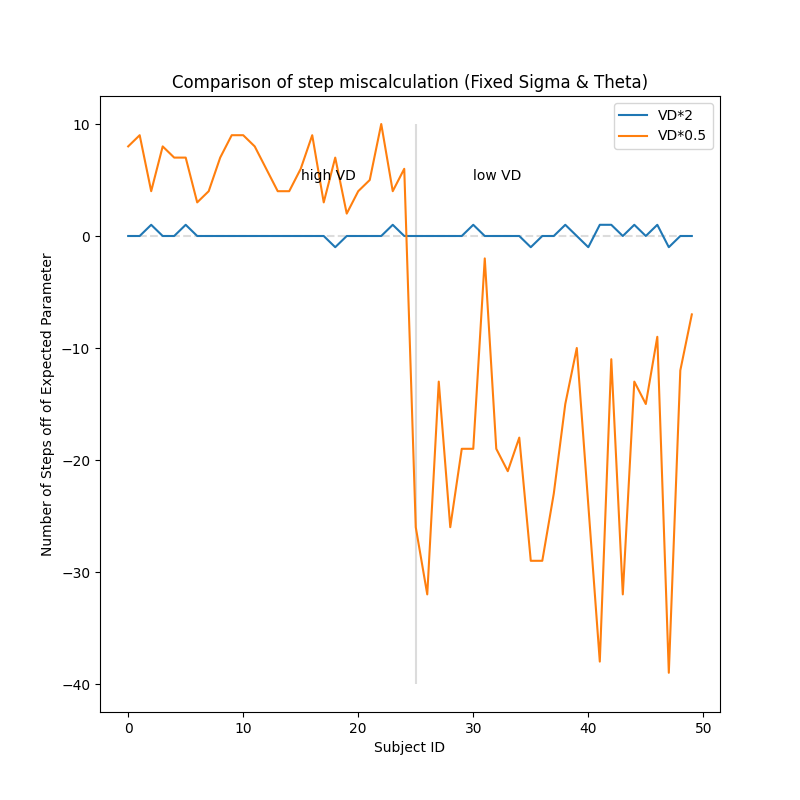 Comparison of step miscalculation (Fixed Sigma & Theta)
VD*2
VD*0.5
high VD
low VD
10
0
−10
−20
−30
−40
Number of Steps off of Expected Parameter
0
10
20
30
40
50
Subject ID